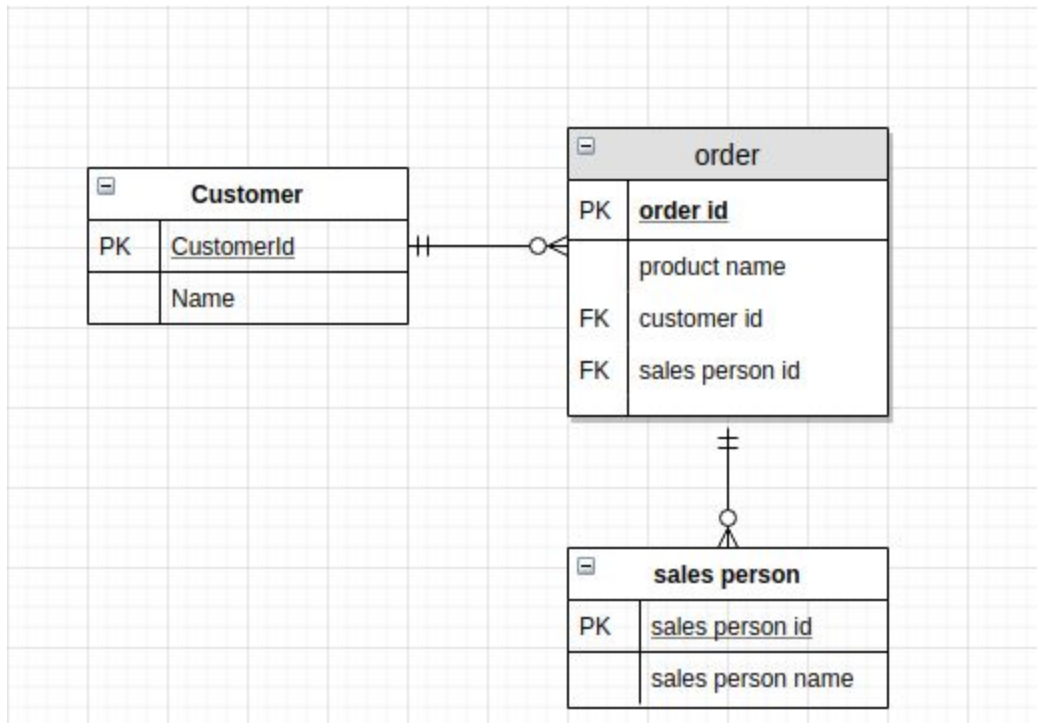 Customer
PK CustomerId
Name
order
PK order id
product name
FK customer id
FK sales person id
sales person
PK sales person id
sales person name